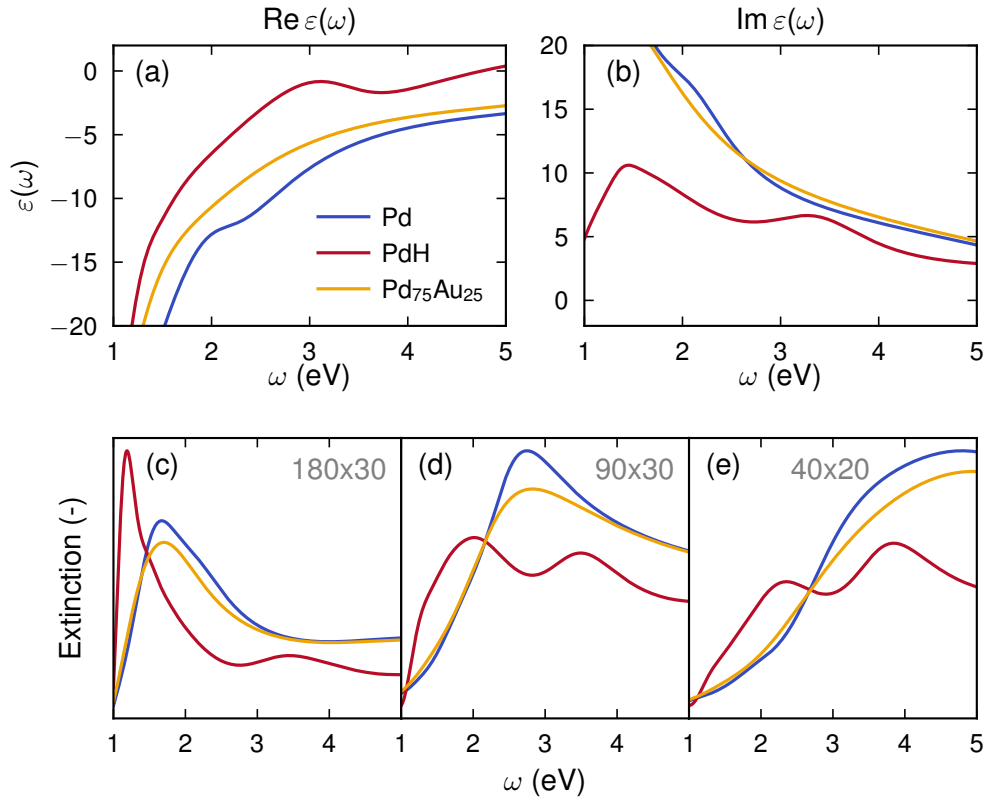 Re ε(ω)
Im ε(ω)
(a)
0
−5
−10
−15
−20
ε(ω)
Pd
PdH
Pd₇₅Au₂₅
1 2 3 4 5
ω (eV)
(b)
20
15
10
5
0
1 2 3 4 5
ω (eV)
Extinction (-)
(c)
180x30
1 2 3 4
(d)
90x30
1 2 3 4
(e)
40x20
1 2 3 4 5
ω (eV)